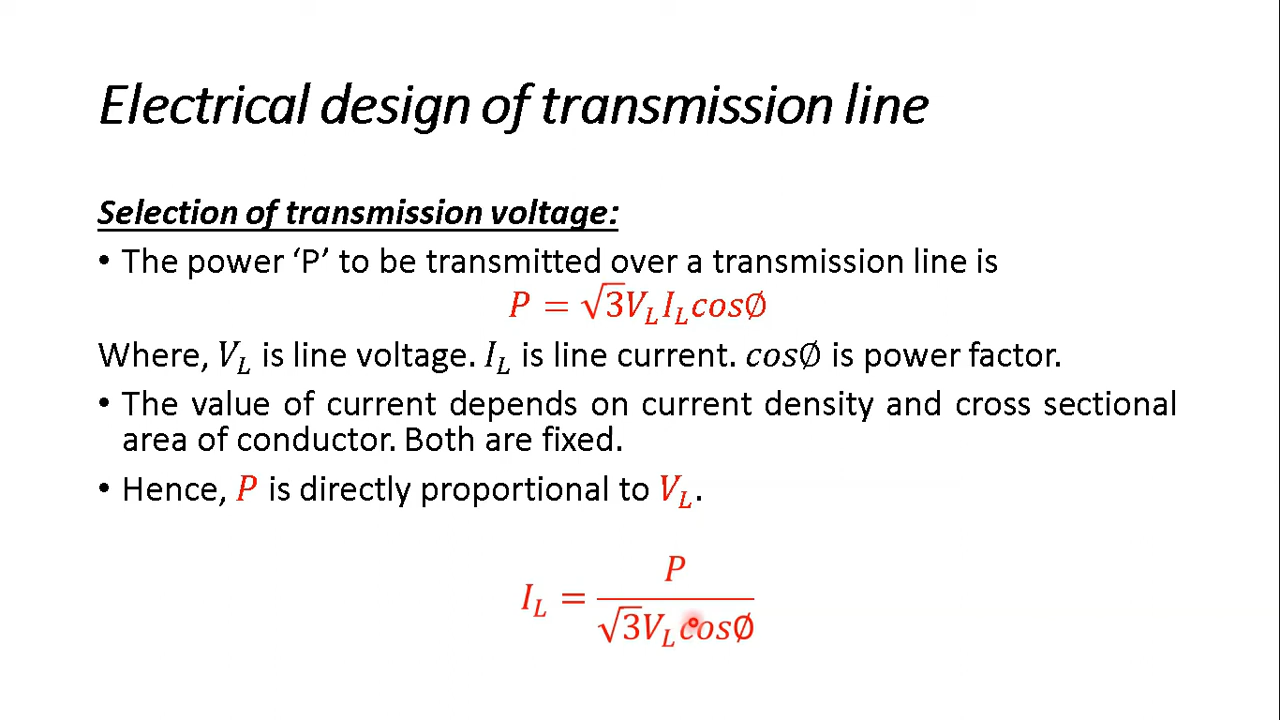 Electrical design of transmission line
Selection of transmission voltage:
• The power ‘P’ to be transmitted over a transmission line is
P = √3V_L I_L cos∅
Where, V_L is line voltage. I_L is line current. cos∅ is power factor.
• The value of current depends on current density and cross sectional
area of conductor. Both are fixed.
• Hence, P is directly proportional to V_L.
I_L = P / √3V_L cos∅